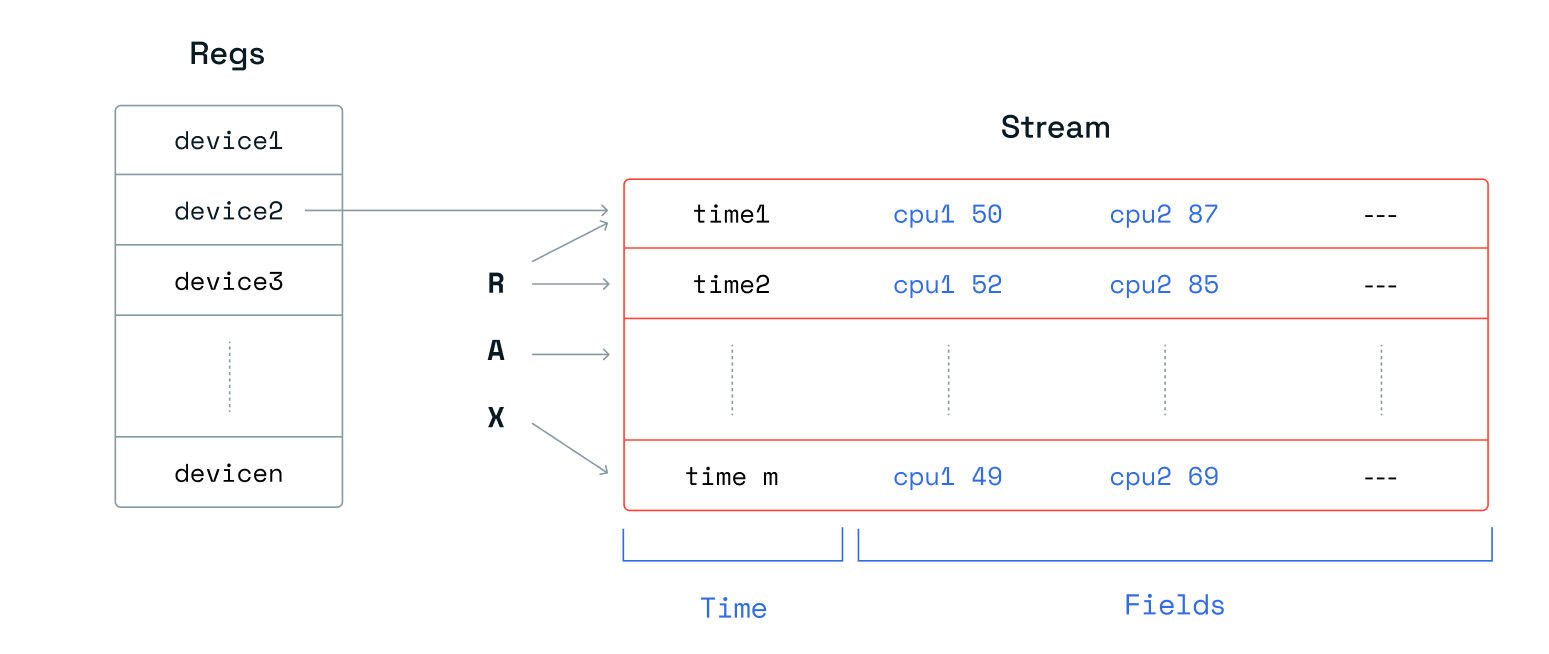 Regs
device1
device2
device3
devicen
R
A
X
Stream
time1 cpu1 50 cpu2 87 ---
time2 cpu1 52 cpu2 85 ---
time m cpu1 49 cpu2 69 ---
Time
Fields